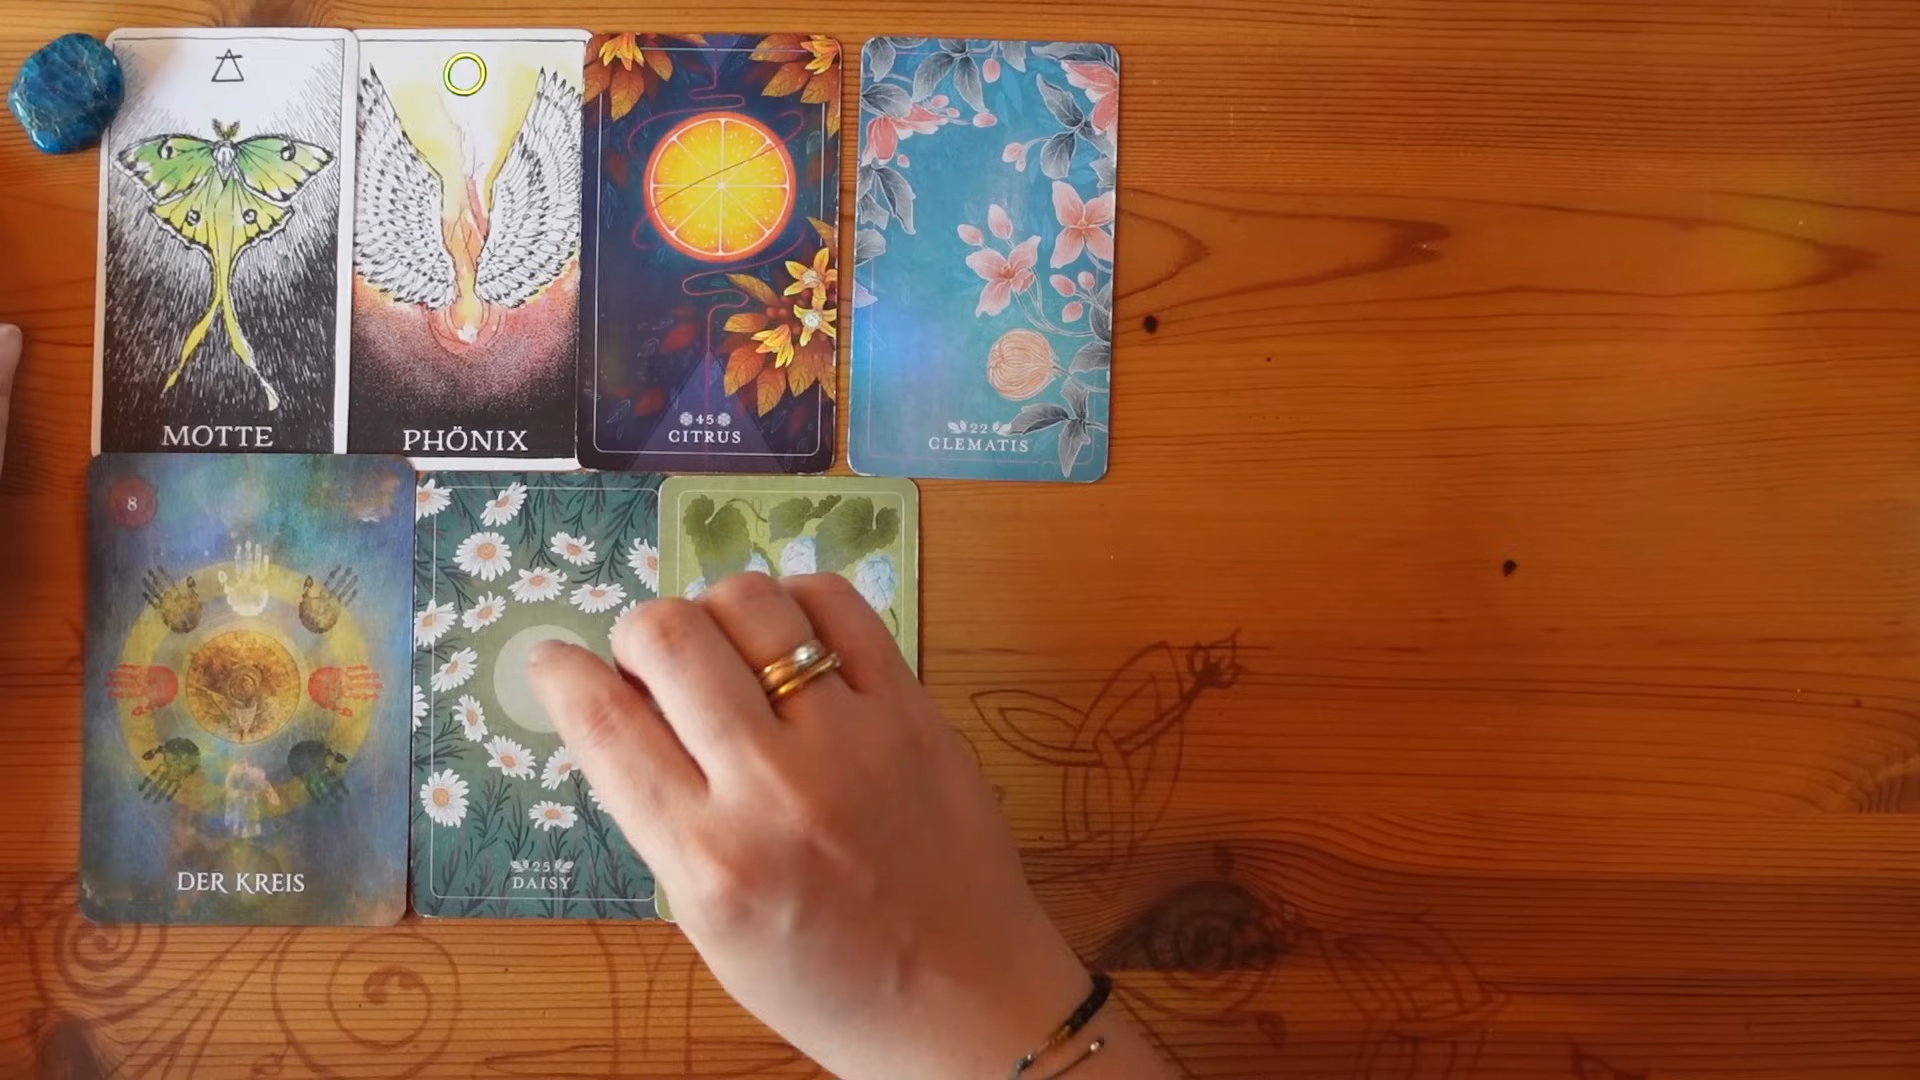 MOTTE
PHÖNIX
45
CITRUS
22
CLEMATIS
8
DER KREIS
25
DAISY